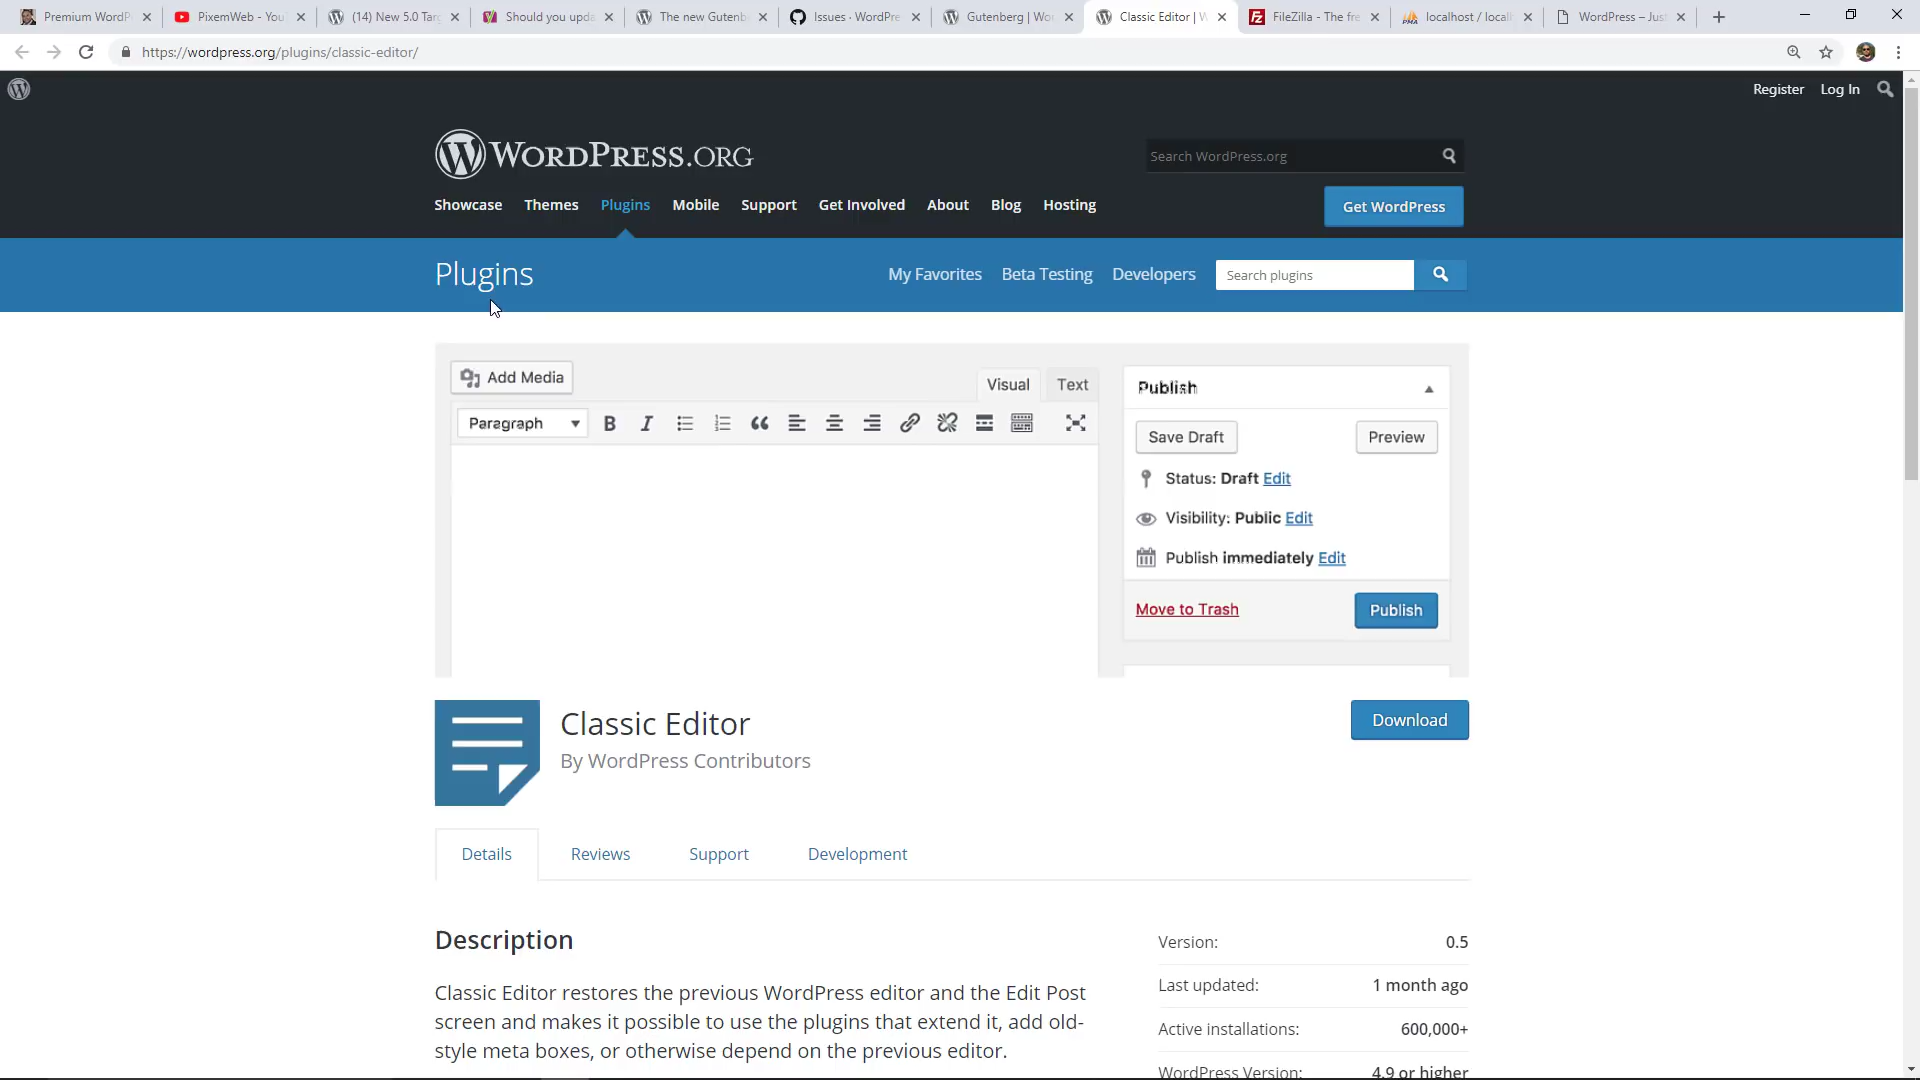 Premium WordP
PixemWeb - You
(14) New 5.0 Targ
Should you upda
The new Gutenb
Issues · WordPre
Gutenberg | Wor
Classic Editor | W
FileZilla - The fre
localhost / local
WordPress – Just
https://wordpress.org/plugins/classic-editor/
Register
Log In
WORDPRESS.ORG
Search WordPress.org
Showcase
Themes
Plugins
Mobile
Support
Get Involved
About
Blog
Hosting
Get WordPress
Plugins
My Favorites
Beta Testing
Developers
Search plugins
Add Media
Visual
Text
Paragraph
Publish
Save Draft
Preview
Status: Draft Edit
Visibility: Public Edit
Publish immediately Edit
Move to Trash
Publish
Classic Editor
By WordPress Contributors
Download
Details
Reviews
Support
Development
Description
Classic Editor restores the previous WordPress editor and the Edit Post
screen and makes it possible to use the plugins that extend it, add old-
style meta boxes, or otherwise depend on the previous editor.
Version: 0.5
Last updated: 1 month ago
Active installations: 600,000+
WordPress Version: 4.9 or higher